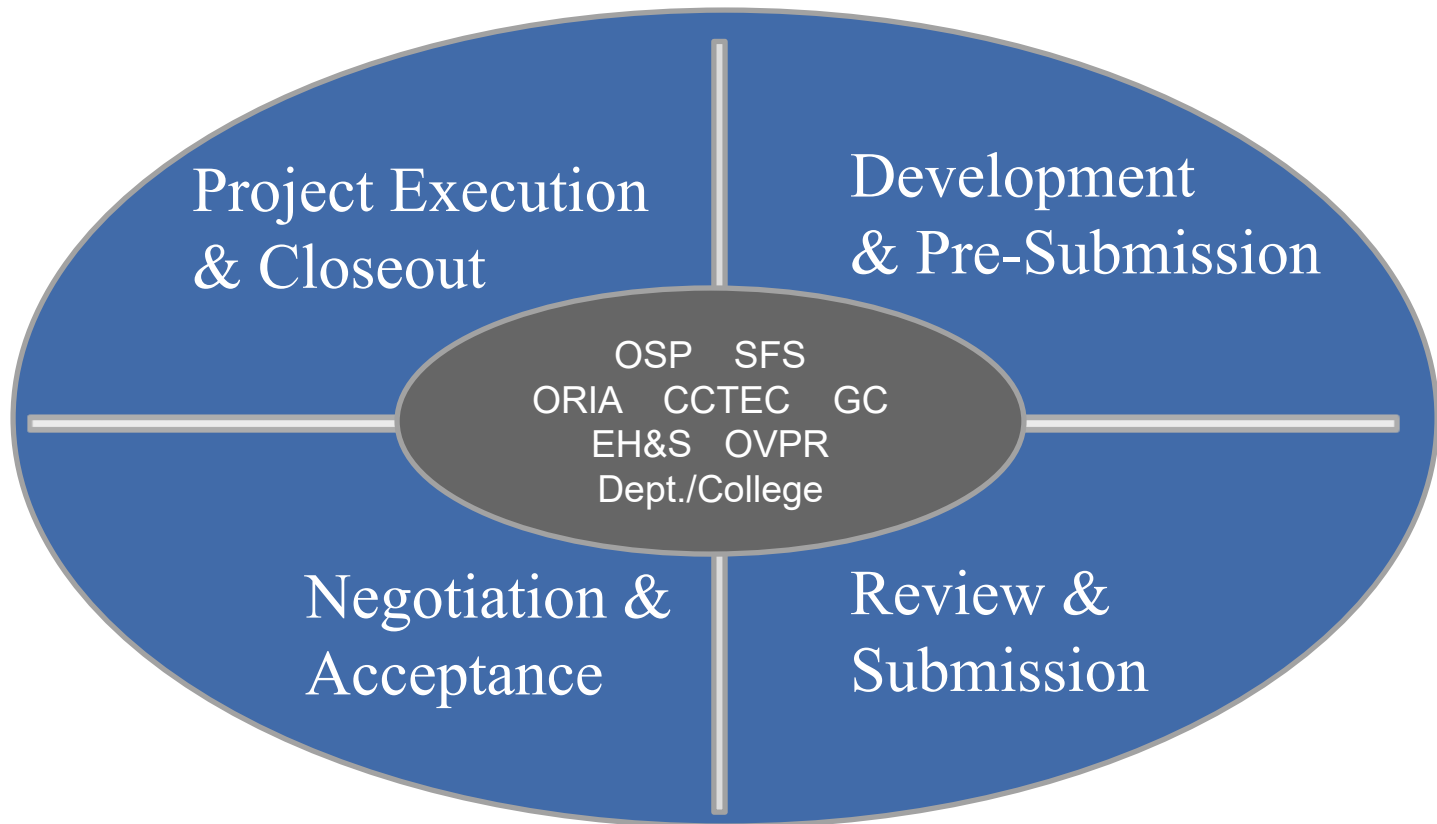 Project Execution
& Closeout
Development
& Pre-Submission
OSP SFS
ORIA CCTEC GC
EH&S OVPR
Dept./College
Negotiation &
Acceptance
Review &
Submission